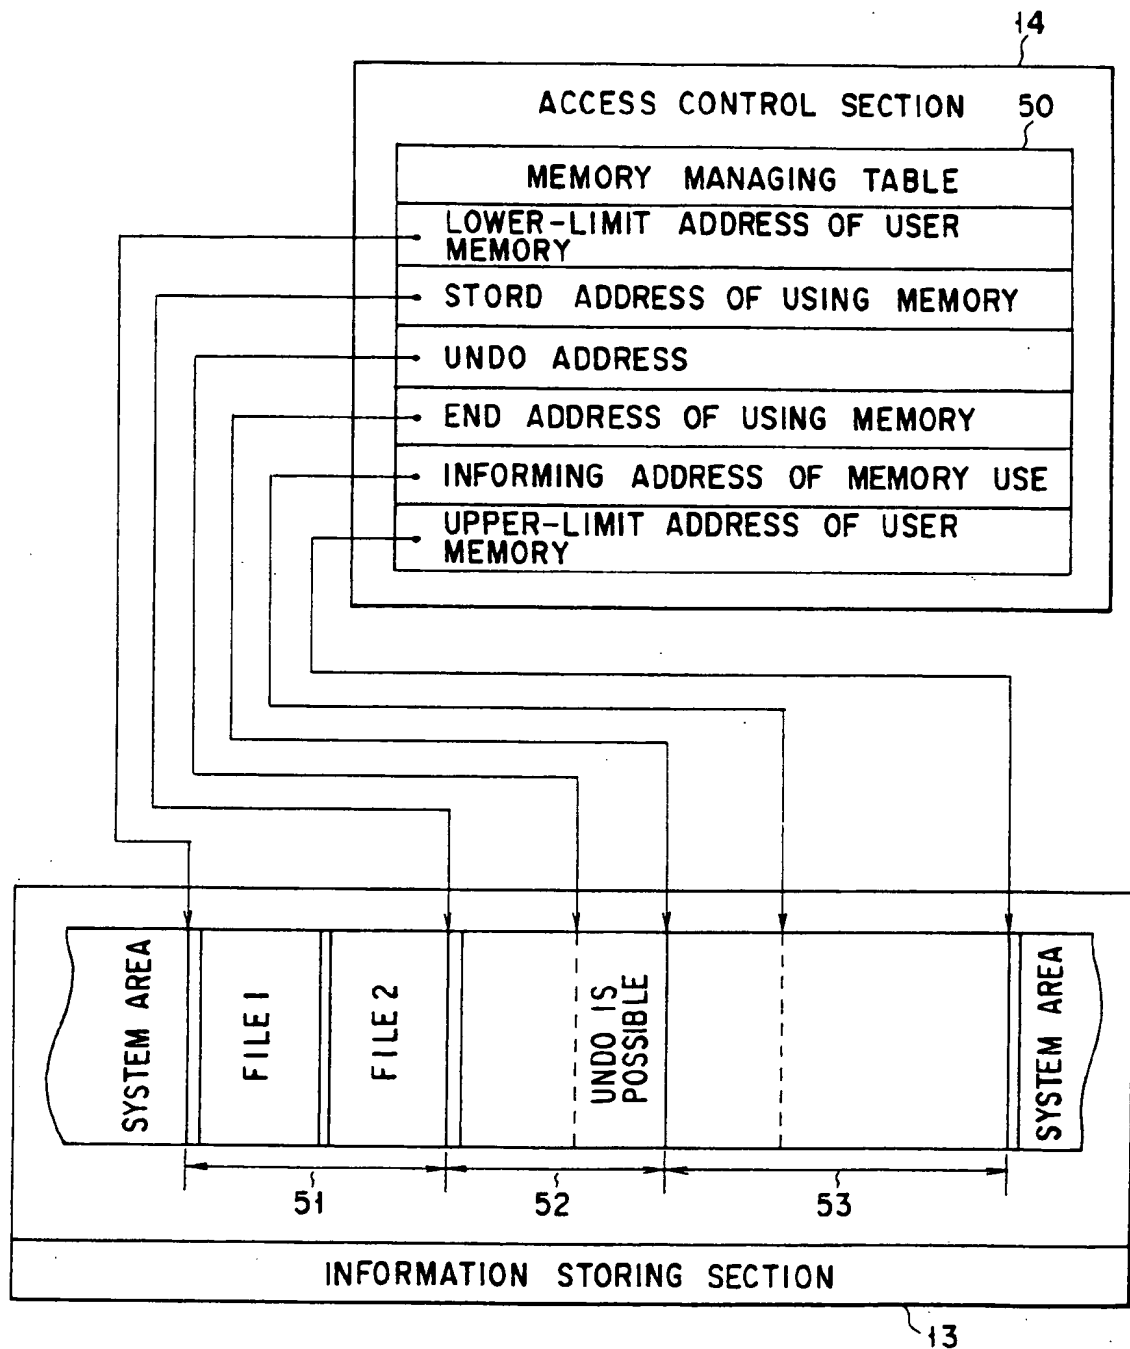 14
ACCESS CONTROL SECTION 50
MEMORY MANAGING TABLE
LOWER-LIMIT ADDRESS OF USER
MEMORY
STORD ADDRESS OF USING MEMORY
UNDO ADDRESS
END ADDRESS OF USING MEMORY
INFORMING ADDRESS OF MEMORY USE
UPPER-LIMIT ADDRESS OF USER
MEMORY
SYSTEM AREA
FILE 1
FILE 2
UNDO IS
POSSIBLE
SYSTEM AREA
51 52 53
INFORMATION STORING SECTION
13